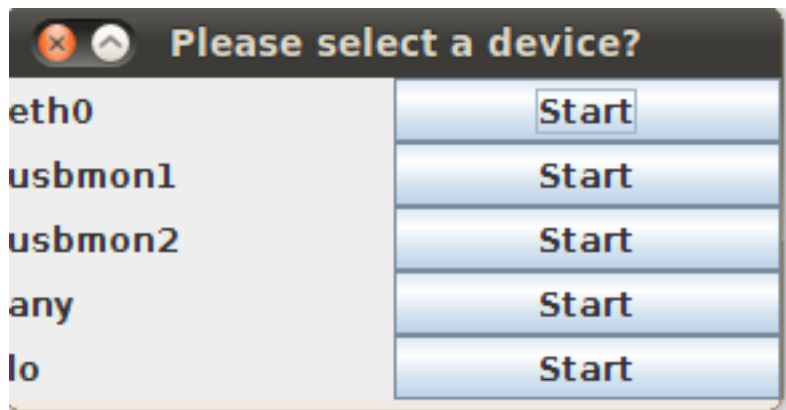 Please select a device?
eth0 Start
usbmon1 Start
usbmon2 Start
any Start
lo Start